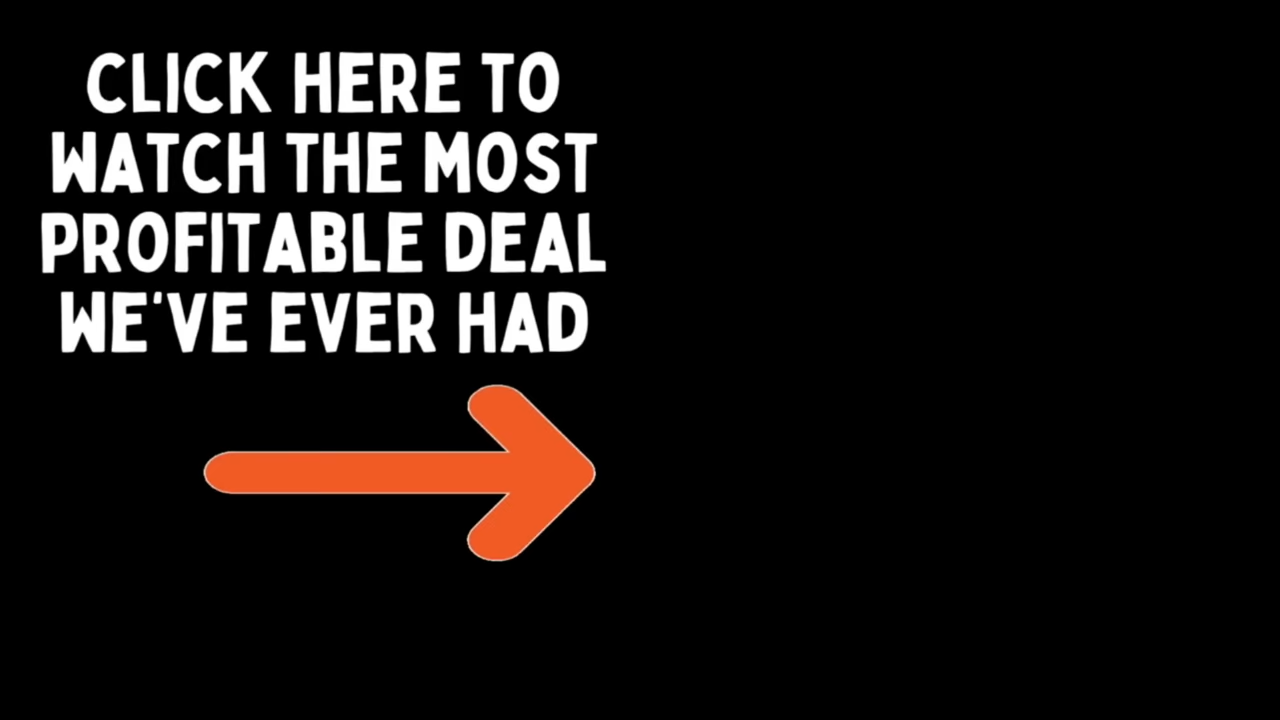 CLICK HERE TO
WATCH THE MOST
PROFITABLE DEAL
WE'VE EVER HAD